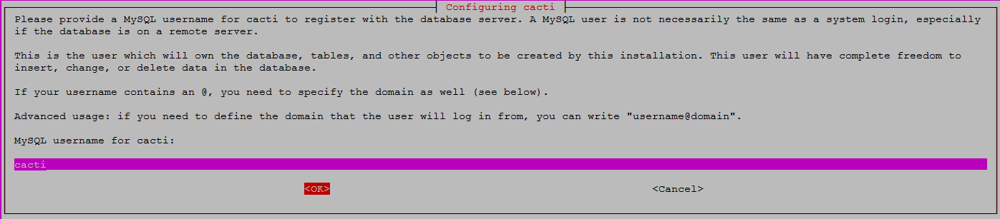 Configuring cacti
Please provide a MySQL username for cacti to register with the database server. A MySQL user is not necessarily the same as a system login, especially
if the database is on a remote server.
This is the user which will own the database, tables, and other objects to be created by this installation. This user will have complete freedom to
insert, change, or delete data in the database.
If your username contains an @, you need to specify the domain as well (see below).
Advanced usage: if you need to define the domain that the user will log in from, you can write "username@domain".
MySQL username for cacti:
cacti
<OK> <Cancel>